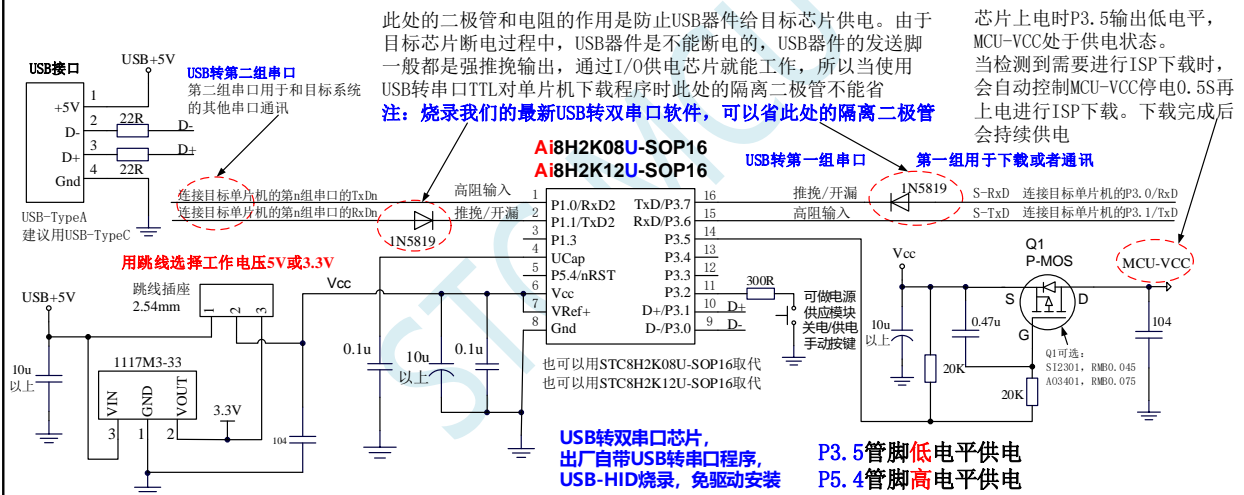 此处的二极管和电阻的作用是防止USB器件给目标芯片供电。由于
目标芯片断电过程中，USB器件是不能断电的，USB器件的发送脚
一般都是强推挽输出，通过I/O供电芯片就能工作，所以当使用
USB转串口TTL对单片机下载程序时此处的隔离二极管不能省
注：烧录我们的最新USB转双串口软件，可以省此处的隔离二极管
芯片上电时P3.5输出低电平，
MCU-VCC处于供电状态。
当检测到需要进行ISP下载时，
会自动控制MCU-VCC停电0.5S再
上电进行ISP下载。下载完成后
会持续供电
USB接口
USB+5V
1
+5V
2
D-
22R
D-
3
D+
D+
4
22R
Gnd
USB-TypeA
建议用USB-TypeC
USB转第二组串口
第二组串口用于和目标系统
的其他串口通讯
连接目标单片机的第n组串口的TxDn
连接目标单片机的第n组串口的RxDn
高阻输入
推挽/开漏
1N5819
Ai8H2K08U-SOP16
Ai8H2K12U-SOP16
1
P1.0/RxD2
TxD/P3.7
16
2
P1.1/TxD2
RxD/P3.6
15
3
P1.3
P3.5
14
4
UCap
P3.4
13
5
P5.4/nRST
P3.3
12
6
Vcc
P3.2
11
7
VRef+
D+/P3.1
10
D+
8
Gnd
D-/P3.0
9
D-
USB转第一组串口
第一组用于下载或者通讯
推挽/开漏
1N5819
S-RxD
连接目标单片机的P3.0/RxD
高阻输入
S-TxD
连接目标单片机的P3.1/TxD
300R
可做电源
供应模块
关电/供电
手动按键
也可以用STC8H2K08U-SOP16取代
也可以用STC8H2K12U-SOP16取代
用跳线选择工作电压5V或3.3V
USB+5V
跳线插座
2.54mm
1
2
3
Vcc
10u
以上
1117M3-33
VIN
GND
VOUT
3
1
2
3.3V
104
0.1u
10u
以上
0.1u
Vcc
10u
以上
0.47u
20K
20K
Q1
P-MOS
S
D
G
MCU-VCC
104
Q1可选：
SI2301，RMB0.045
AO3401，RMB0.075
USB转双串口芯片，
出厂自带USB转串口程序，
USB-HID烧录，免驱动安装
P3.5管脚低电平供电
P5.4管脚高电平供电
STCMCU